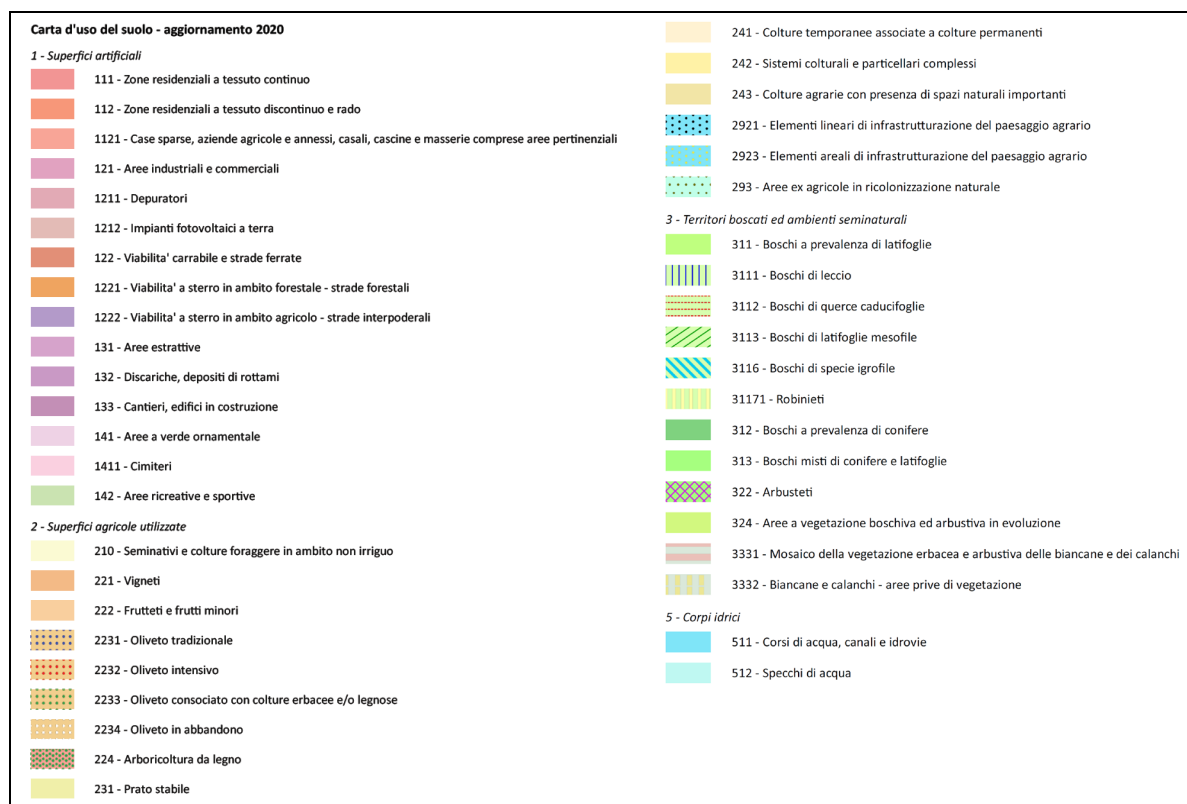 Carta d'uso del suolo - aggiornamento 2020
1 - Superfici artificiali
111 - Zone residenziali a tessuto continuo
112 - Zone residenziali a tessuto discontinuo e rado
1121 - Case sparse, aziende agricole e annessi, casali, cascine e masserie comprese aree pertinenziali
121 - Aree industriali e commerciali
1211 - Depuratori
1212 - Impianti fotovoltaici a terra
122 - Viabilita' carrabile e strade ferrate
1221 - Viabilita' a sterro in ambito forestale - strade forestali
1222 - Viabilita' a sterro in ambito agricolo - strade interpoderali
131 - Aree estrattive
132 - Discariche, depositi di rottami
133 - Cantieri, edifici in costruzione
141 - Aree a verde ornamentale
1411 - Cimiteri
142 - Aree ricreative e sportive
2 - Superfici agricole utilizzate
210 - Seminativi e colture foraggere in ambito non irriguo
221 - Vigneti
222 - Frutteti e frutti minori
2231 - Oliveto tradizionale
2232 - Oliveto intensivo
2233 - Oliveto consociato con colture erbacee e/o legnose
2234 - Oliveto in abbandono
224 - Arboricoltura da legno
231 - Prato stabile
241 - Colture temporanee associate a colture permanenti
242 - Sistemi colturali e particellari complessi
243 - Colture agrarie con presenza di spazi naturali importanti
2921 - Elementi lineari di infrastrutturazione del paesaggio agrario
2923 - Elementi areali di infrastrutturazione del paesaggio agrario
293 - Aree ex agricole in ricolonizzazione naturale
3 - Territori boscati ed ambienti seminaturali
311 - Boschi a prevalenza di latifoglie
3111 - Boschi di leccio
3112 - Boschi di querce caducifoglie
3113 - Boschi di latifoglie mesofile
3116 - Boschi di specie igrofile
31171 - Robinieti
312 - Boschi a prevalenza di conifere
313 - Boschi misti di conifere e latifoglie
322 - Arbusteti
324 - Aree a vegetazione boschiva ed arbustiva in evoluzione
3331 - Mosaico della vegetazione erbacea e arbustiva delle biancane e dei calanchi
3332 - Biancane e calanchi - aree prive di vegetazione
5 - Corpi idrici
511 - Corsi di acqua, canali e idrovie
512 - Specchi di acqua